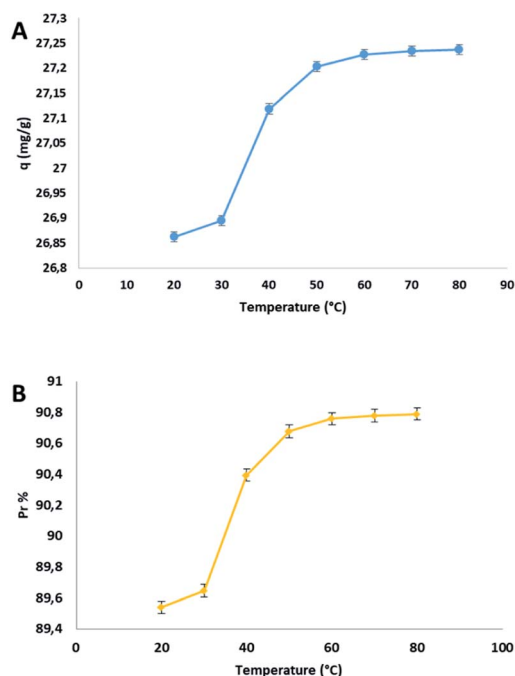 A
27,3
27,25
27,2
27,15
27,1
27,05
27
26,95
26,9
26,85
26,8
q (mg/g)
0 10 20 30 40 50 60 70 80 90
Temperature (°C)
B
91
90,8
90,6
90,4
90,2
90
89,8
89,6
89,4
Pr %
0 20 40 60 80 100
Temperature (°C)